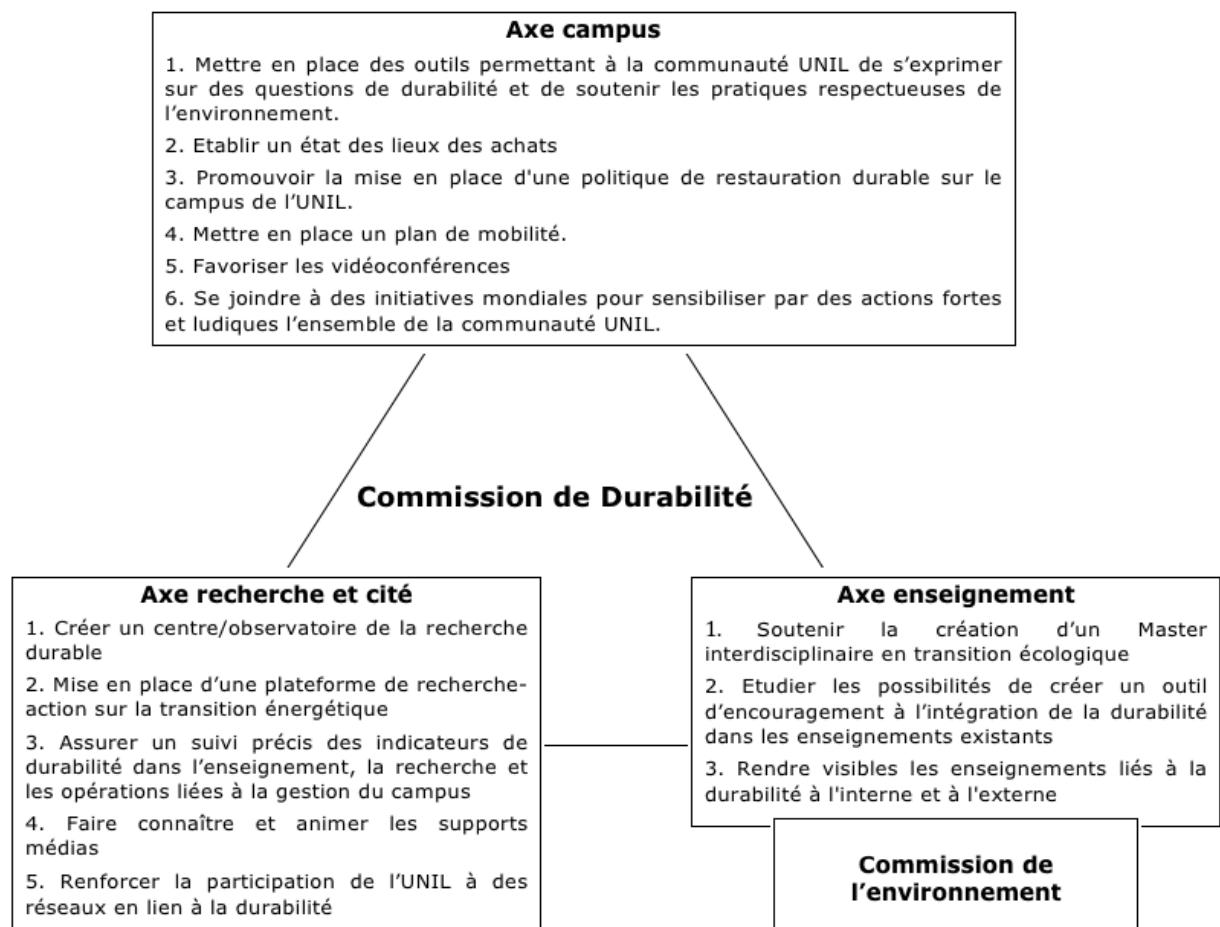 Axe campus
1. Mettre en place des outils permettant à la communauté UNIL de s’exprimer
sur des questions de durabilité et de soutenir les pratiques respectueuses de
l’environnement.
2. Etablir un état des lieux des achats
3. Promouvoir la mise en place d'une politique de restauration durable sur le
campus de l’UNIL.
4. Mettre en place un plan de mobilité.
5. Favoriser les vidéoconférences
6. Se joindre à des initiatives mondiales pour sensibiliser par des actions fortes
et ludiques l’ensemble de la communauté UNIL.
Commission de Durabilité
Axe recherche et cité
1. Créer un centre/observatoire de la recherche
durable
2. Mise en place d’une plateforme de recherche-
action sur la transition énergétique
3. Assurer un suivi précis des indicateurs de
durabilité dans l’enseignement, la recherche et
les opérations liées à la gestion du campus
4. Faire connaître et animer les supports
médias
5. Renforcer la participation de l’UNIL à des
réseaux en lien à la durabilité
Axe enseignement
1. Soutenir la création d’un Master
interdisciplinaire en transition écologique
2. Etudier les possibilités de créer un outil
d’encouragement à l’intégration de la durabilité
dans les enseignements existants
3. Rendre visibles les enseignements liés à la
durabilité à l'interne et à l'externe
Commission de
l’environnement